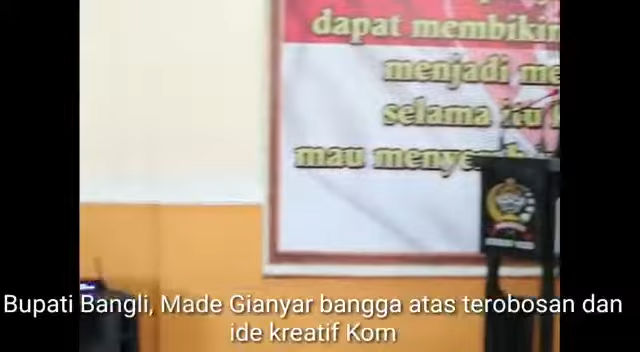 dapat membikin
menjadi me
selama itu
mau menye
Bupati Bangli, Made Gianyar bangga atas terobosan dan
ide kreatif Kom